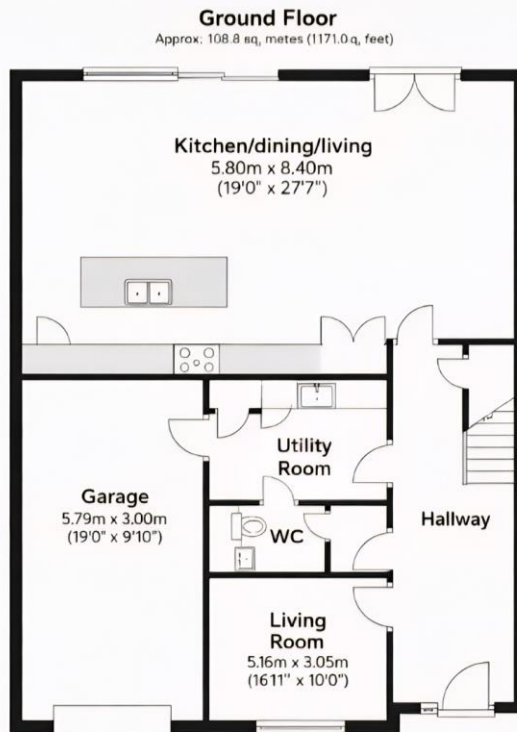 Ground Floor
Approx: 108.8 sq, metes (1171.0 q, feet)
Kitchen/dining/living
5.80m x 8.40m
(19'0" x 27'7")
Utility
Room
Garage
5.79m x 3.00m
(19'0" x 9'10")
WC
Hallway
Living
Room
5.16m x 3.05m
(1611" x 10'0")